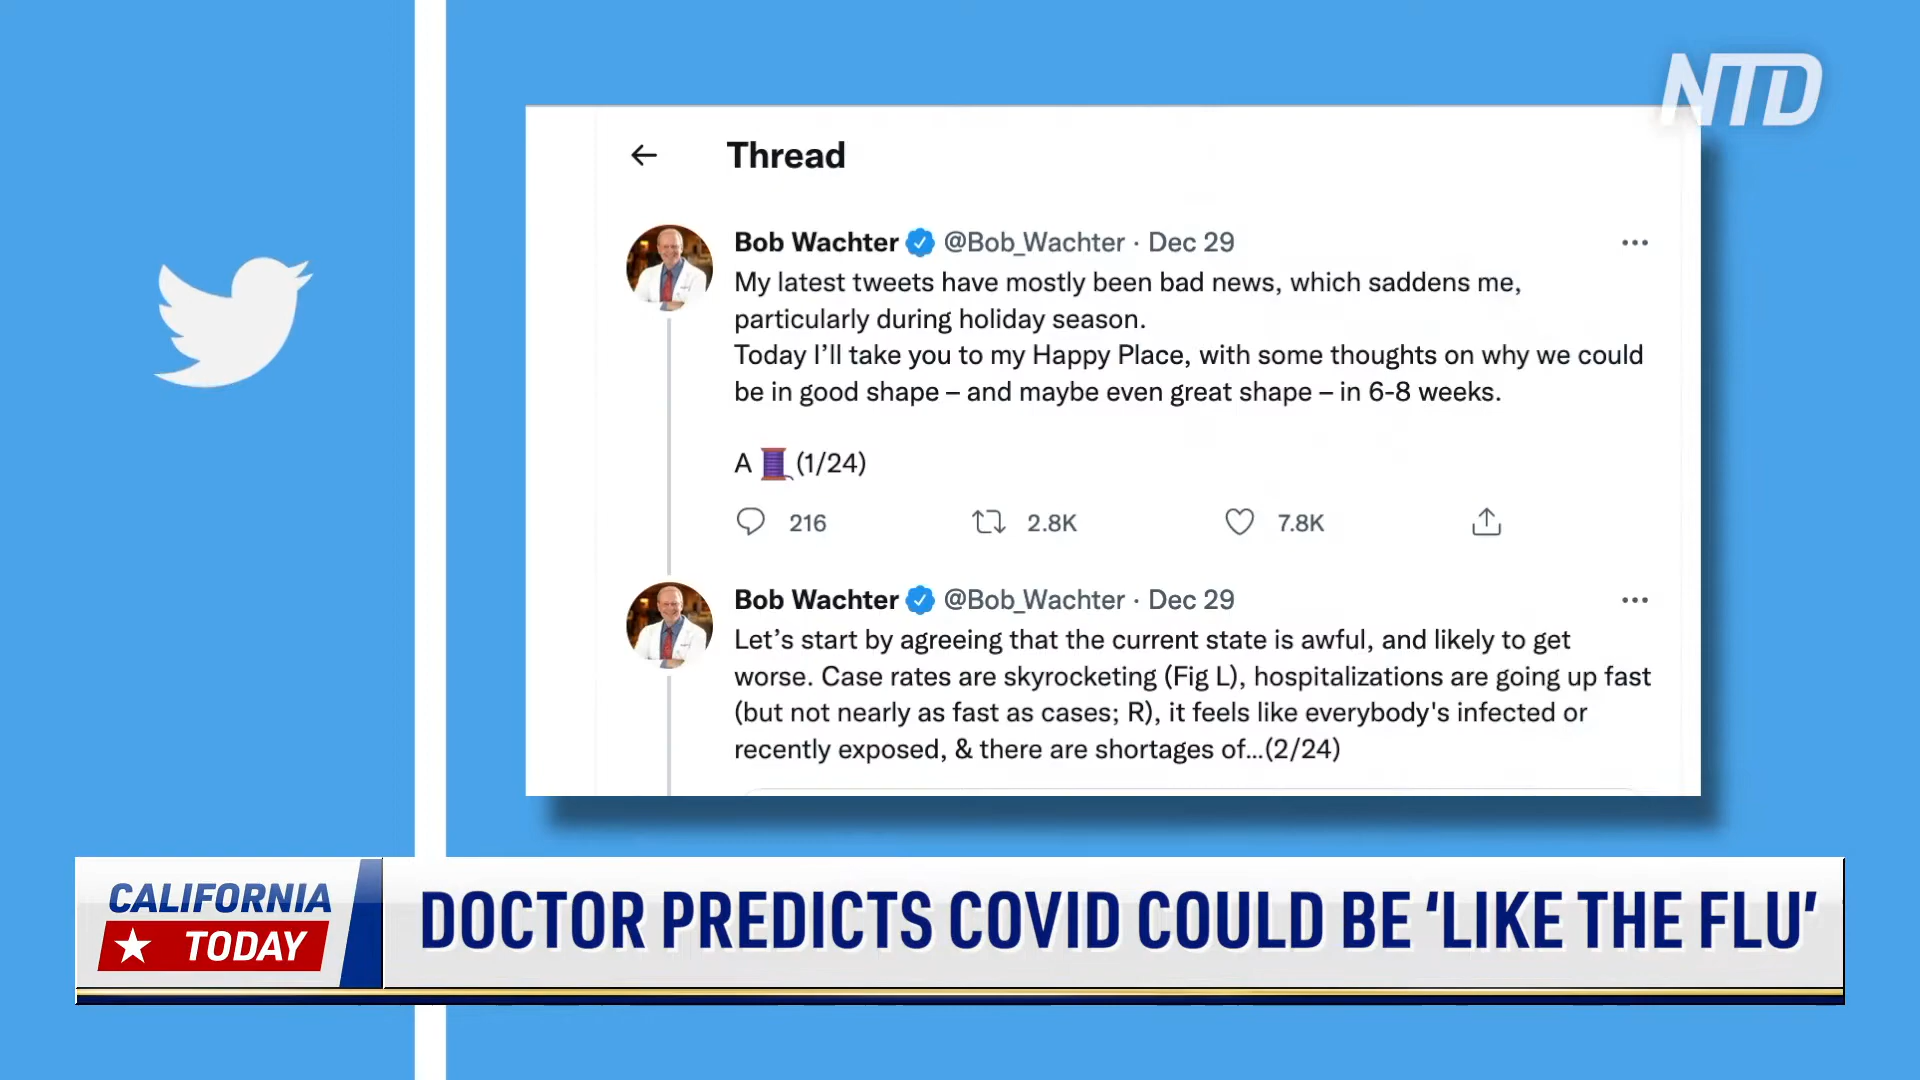 NTD
Thread
Bob Wachter @Bob_Wachter · Dec 29
My latest tweets have mostly been bad news, which saddens me,
particularly during holiday season.
Today I’ll take you to my Happy Place, with some thoughts on why we could
be in good shape – and maybe even great shape – in 6-8 weeks.
A 🧵 (1/24)
216 2.8K 7.8K
Bob Wachter @Bob_Wachter · Dec 29
Let’s start by agreeing that the current state is awful, and likely to get
worse. Case rates are skyrocketing (Fig L), hospitalizations are going up fast
(but not nearly as fast as cases; R), it feels like everybody's infected or
recently exposed, & there are shortages of...(2/24)
CALIFORNIA
TODAY
DOCTOR PREDICTS COVID COULD BE ‘LIKE THE FLU’